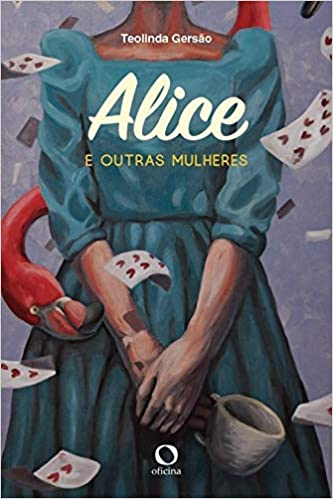 Teolinda Gersão
Alice
E OUTRAS MULHERES
oficina